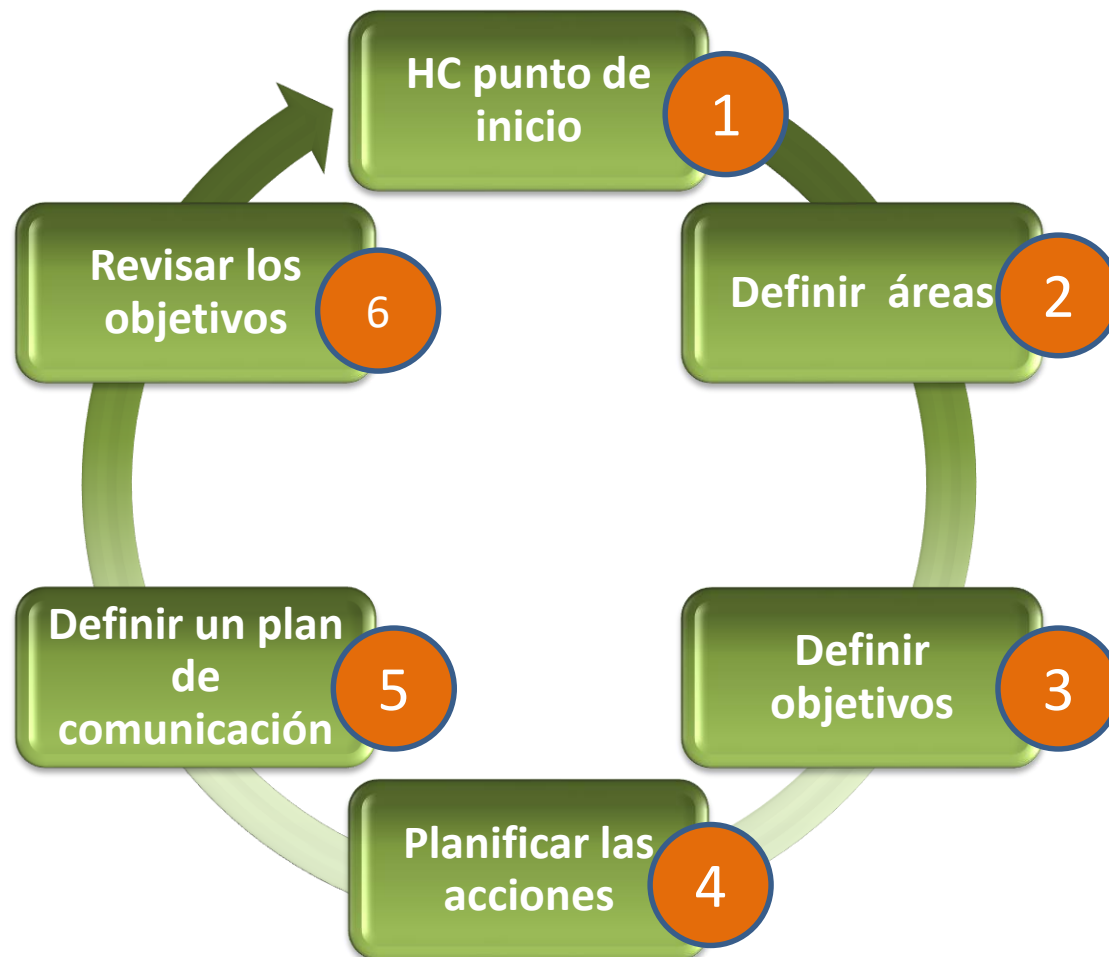 HC punto de
inicio
1
Definir áreas
2
Definir
objetivos
3
Planificar las
acciones
4
Definir un plan
de
comunicación
5
Revisar los
objetivos
6